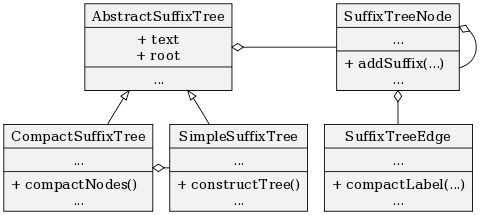 AbstractSuffixTree
+ text
+ root
...
SuffixTreeNode
...
+ addSuffix(...)
...
CompactSuffixTree
...
+ compactNodes()
...
SimpleSuffixTree
...
+ constructTree()
...
SuffixTreeEdge
...
+ compactLabel(...)
...